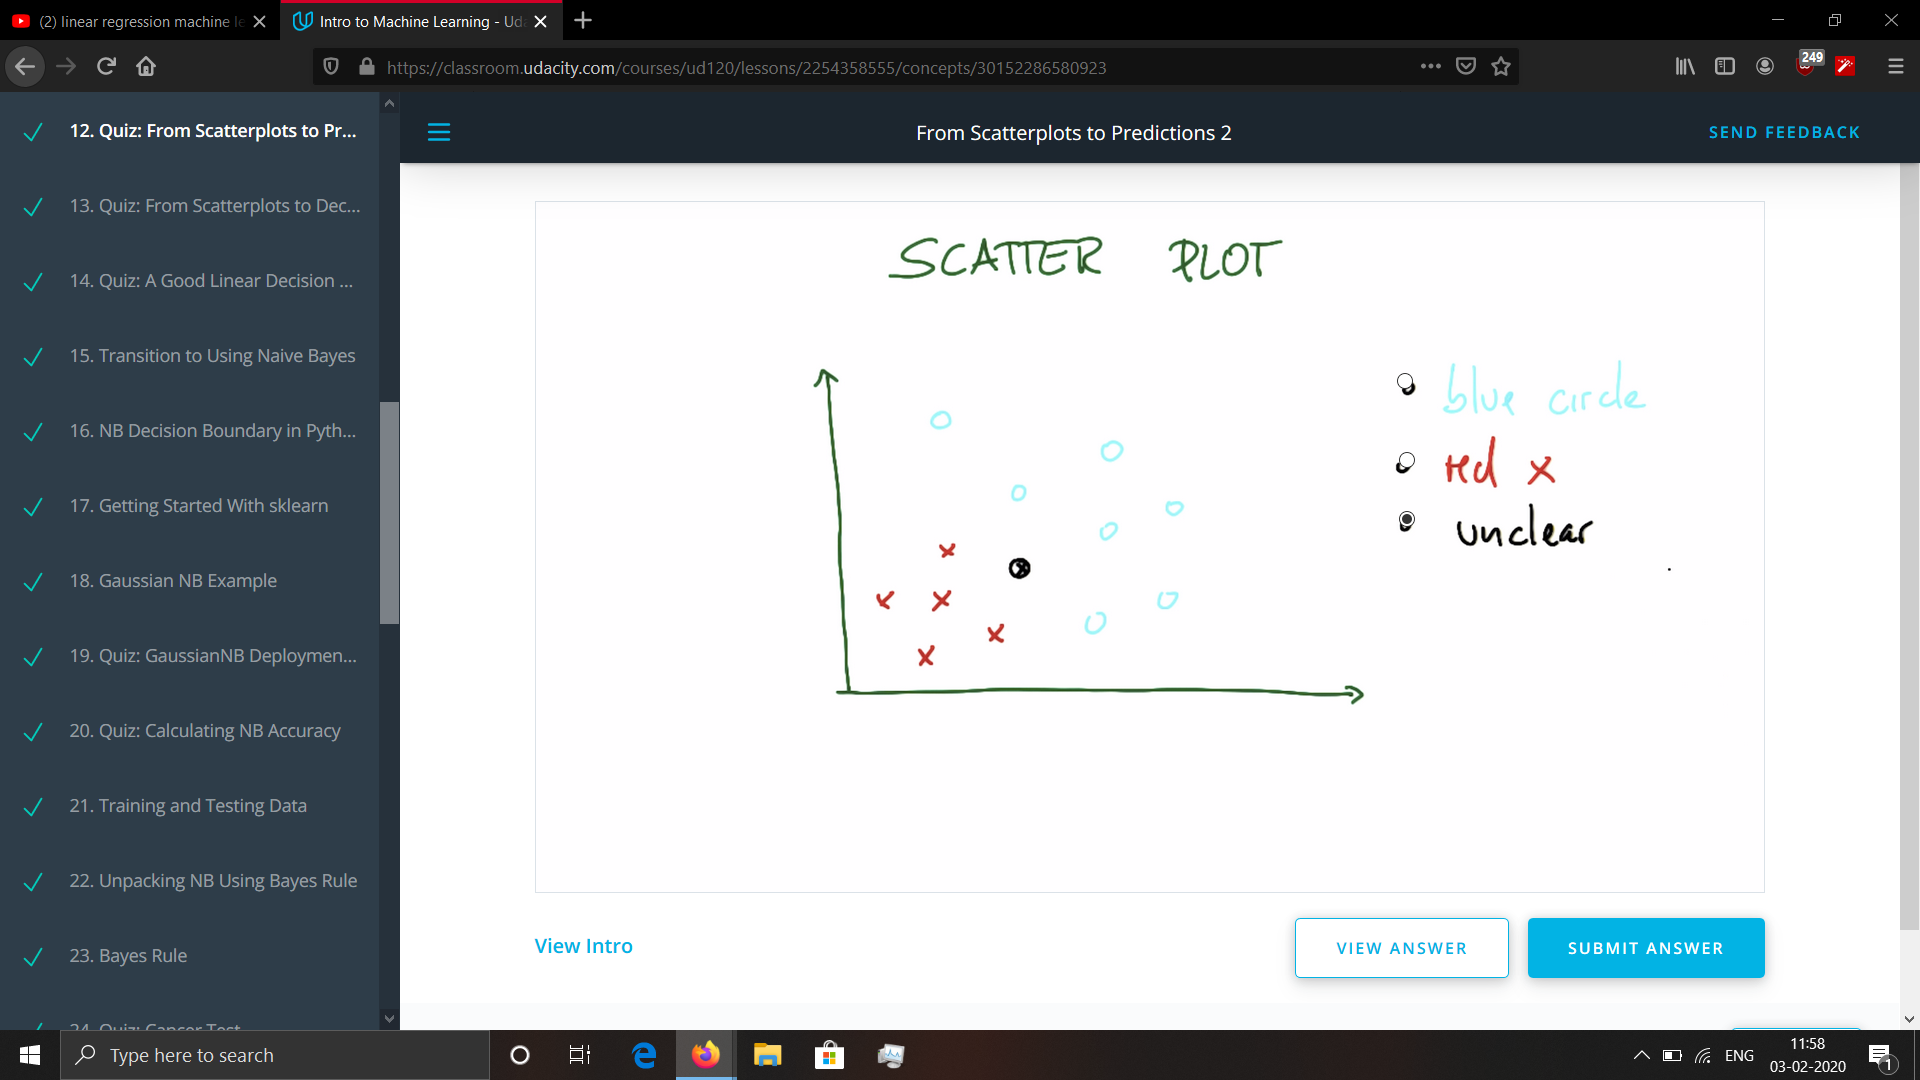 (2) linear regression machine le
Intro to Machine Learning - Uda
https://classroom.udacity.com/courses/ud120/lessons/2254358555/concepts/30152286580923
249
12. Quiz: From Scatterplots to Pr...
13. Quiz: From Scatterplots to Dec...
14. Quiz: A Good Linear Decision ...
15. Transition to Using Naive Bayes
16. NB Decision Boundary in Pyth...
17. Getting Started With sklearn
18. Gaussian NB Example
19. Quiz: GaussianNB Deploymen...
20. Quiz: Calculating NB Accuracy
21. Training and Testing Data
22. Unpacking NB Using Bayes Rule
23. Bayes Rule
24. Quiz: Cancer Test
From Scatterplots to Predictions 2
SEND FEEDBACK
SCATTER PLOT
blue circle
red x
unclear
View Intro
VIEW ANSWER
SUBMIT ANSWER
Type here to search
ENG
11:58
03-02-2020
1